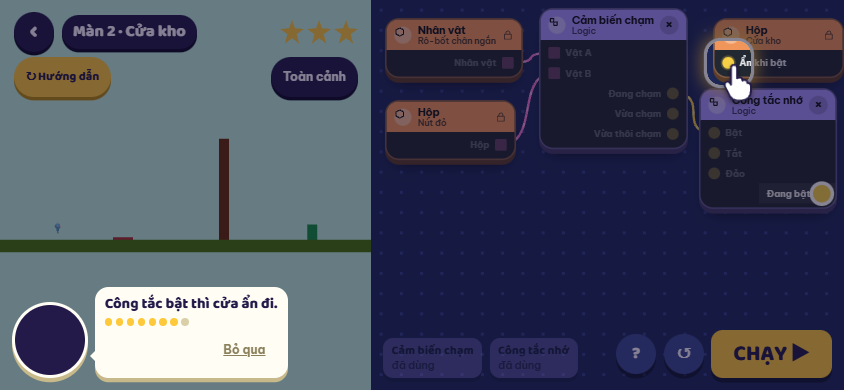 Màn 2 · Cửa kho
Hướng dẫn
Toàn cảnh
Công tắc bật thì cửa ẩn đi.
Bỏ qua
Nhân vật
Rô-bốt chân ngắn
Nhân vật
Hộp
Nút đỏ
Hộp
Cảm biến chạm
Logic
Vật A
Vật B
Đang chạm
Vừa chạm
Vừa thôi chạm
Hộp
Cửa kho
Ẩn khi bật
Công tắc nhớ
Logic
Bật
Tắt
Đảo
Đang bật
Cảm biến chạm
đã dùng
Công tắc nhớ
đã dùng
?
CHẠY